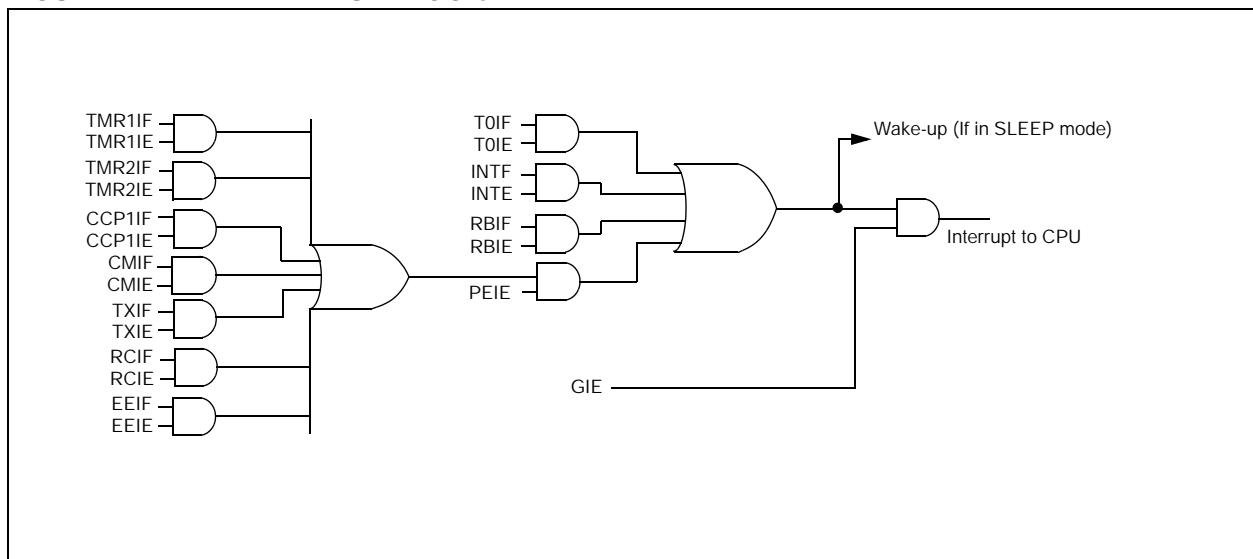 TMR1IF
TMR1IE
TMR2IF
TMR2IE
CCP1IF
CCP1IE
CMIF
CMIE
TXIF
TXIE
RCIF
RCIE
EEIF
EEIE
T0IF
T0IE
INTF
INTE
RBIF
RBIE
PEIE
GIE
Wake-up (If in SLEEP mode)
Interrupt to CPU